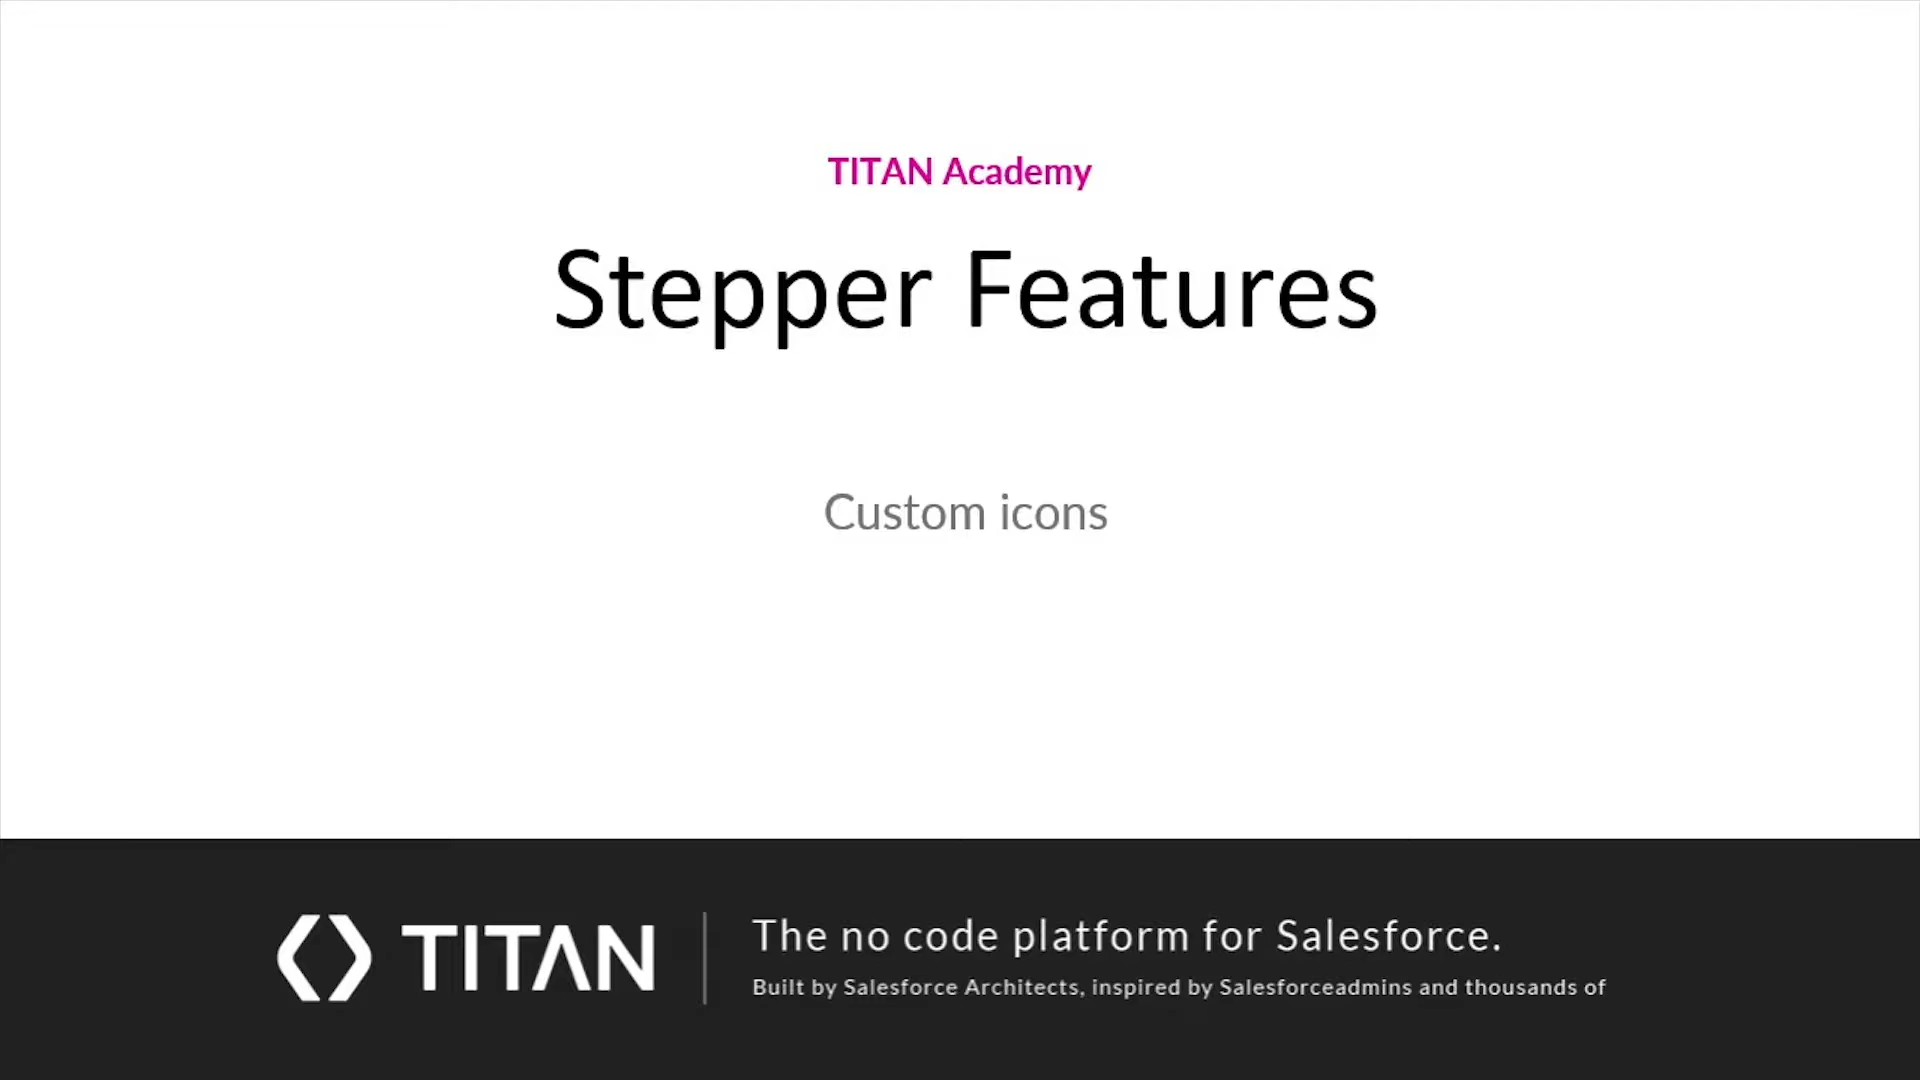 TITAN Academy
Stepper Features
Custom icons
TITAN
The no code platform for Salesforce.
Built by Salesforce Architects, inspired by Salesforceadmins and thousands of